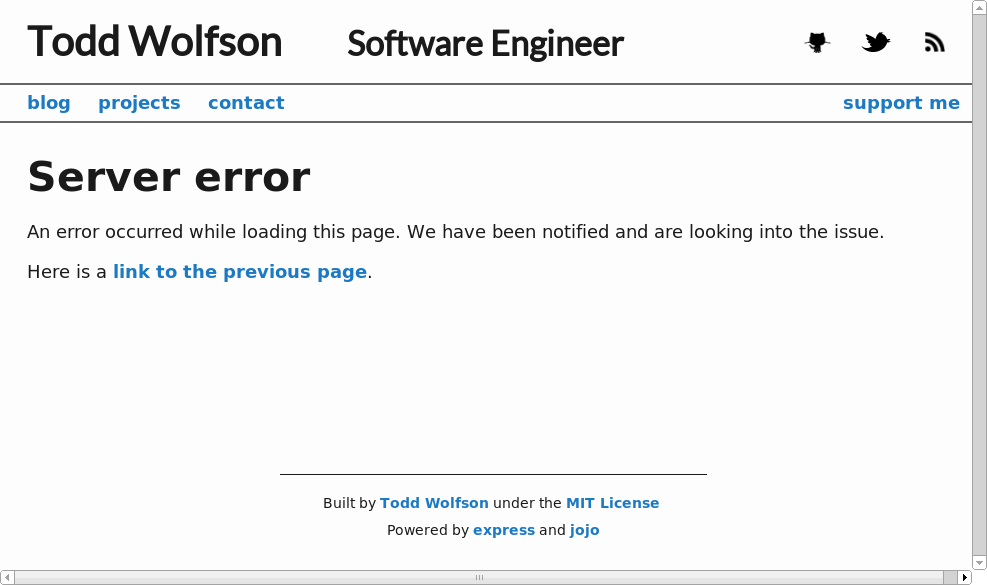 Todd Wolfson Software Engineer
blog projects contact support me
Server error
An error occurred while loading this page. We have been notified and are looking into the issue.
Here is a link to the previous page.
Built by Todd Wolfson under the MIT License
Powered by express and jojo